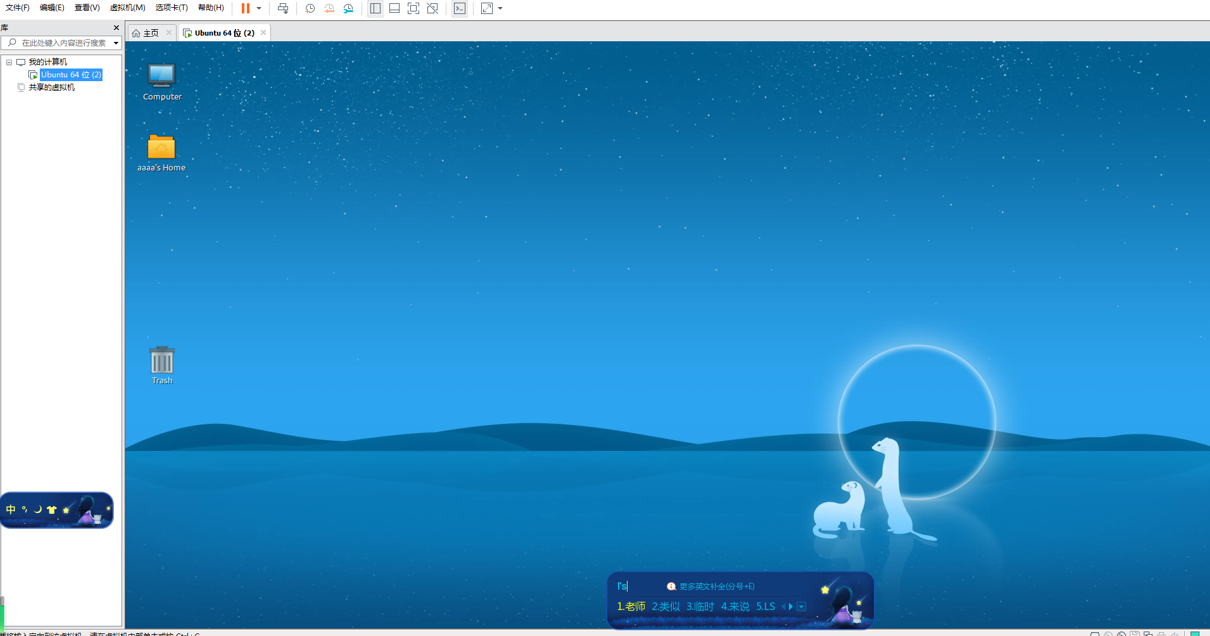 文件(F) 编辑(E) 查看(V) 虚拟机(M) 选项卡(T) 帮助(H)
库
在此处键入内容进行搜索
主页
Ubuntu 64 位 (2)
我的计算机
Ubuntu 64 位 (2)
共享的虚拟机
Computer
aaaa's Home
Trash
中
l's
更多英文补全(分号+E)
1.老师 2.类似 3.临时 4.来说 5.LS